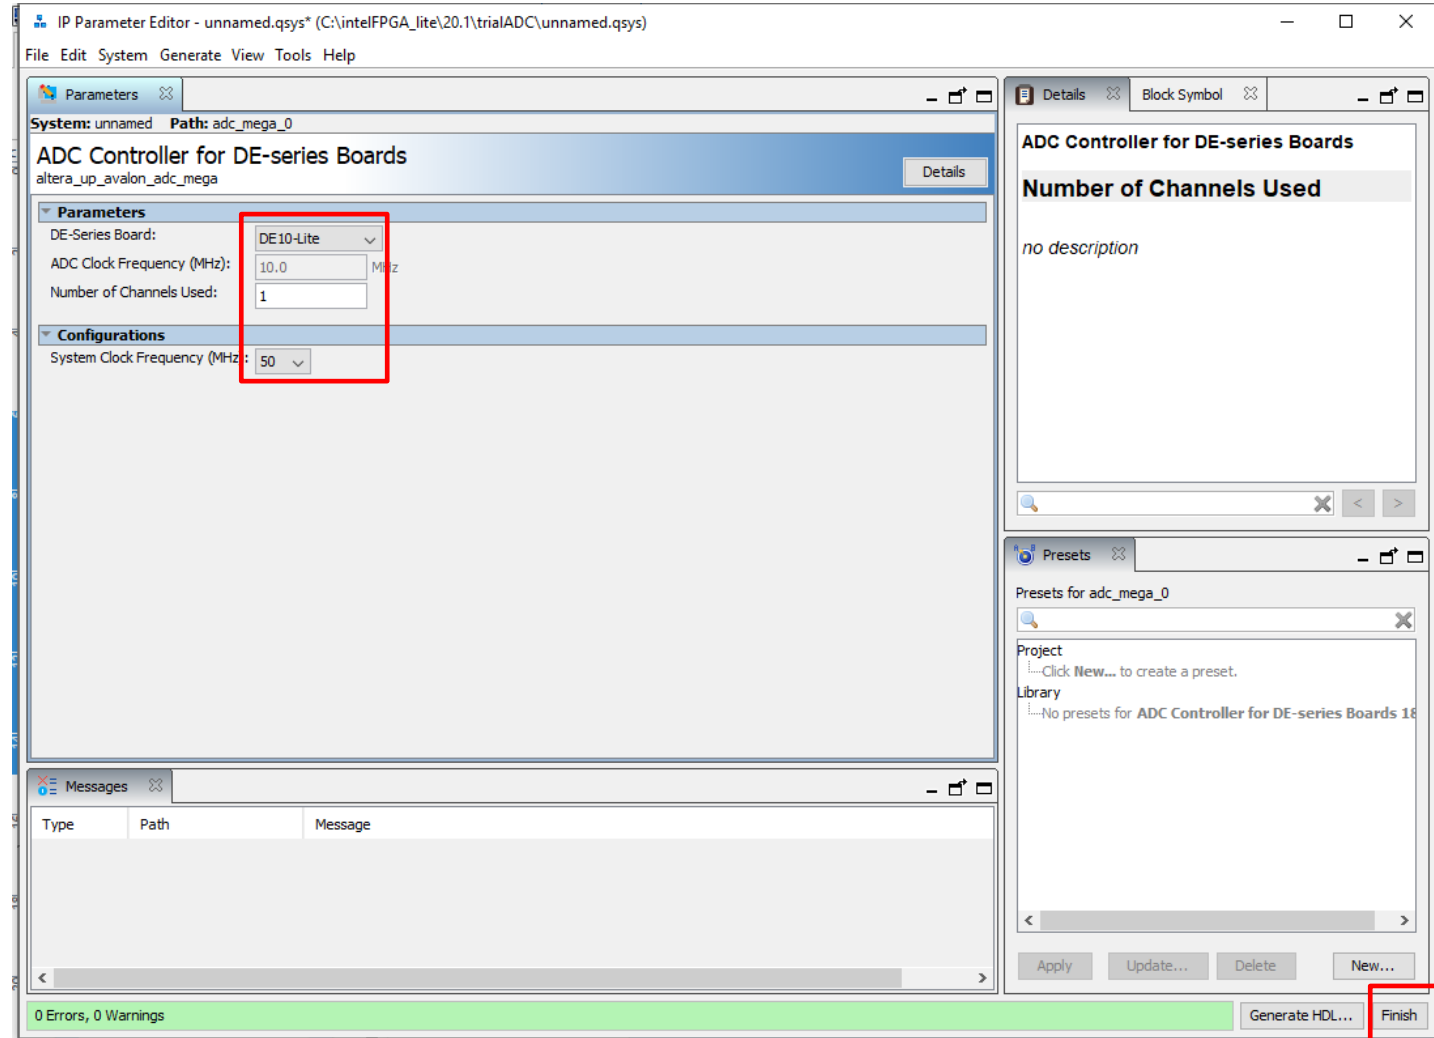 IP Parameter Editor - unnamed.qsys* (C:\intelFPGA_lite\20.1\trialADC\unnamed.qsys)
File Edit System Generate View Tools Help
Parameters
System: unnamed Path: adc_mega_0
ADC Controller for DE-series Boards
altera_up_avalon_adc_mega
Details
Parameters
DE-Series Board: DE10-Lite
ADC Clock Frequency (MHz): 10.0 MHz
Number of Channels Used: 1
Configurations
System Clock Frequency (MHz): 50
Messages
Type Path Message
0 Errors, 0 Warnings
Details Block Symbol
ADC Controller for DE-series Boards
Number of Channels Used
no description
< >
Presets
Presets for adc_mega_0
Project
Click New... to create a preset.
Library
No presets for ADC Controller for DE-series Boards 18
Apply Update... Delete New...
Generate HDL... Finish